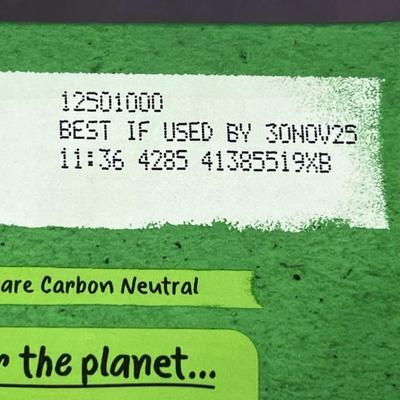 12501000
BEST IF USED BY 30NOV25
11:36 4285 41385519XB
are Carbon Neutral
r the planet...